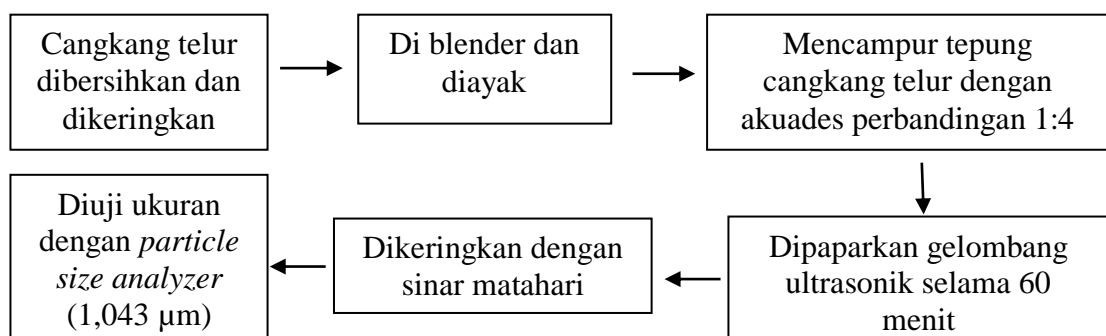 Cangkang telur
dibersihkan dan
dikeringkan
Di blender dan
diayak
Mencampur tepung
cangkang telur dengan
akuades perbandingan 1:4
Dipaparkan gelombang
ultrasonik selama 60
menit
Dikeringkan dengan
sinar matahari
Diuji ukuran
dengan particle
size analyzer
(1,043 µm)